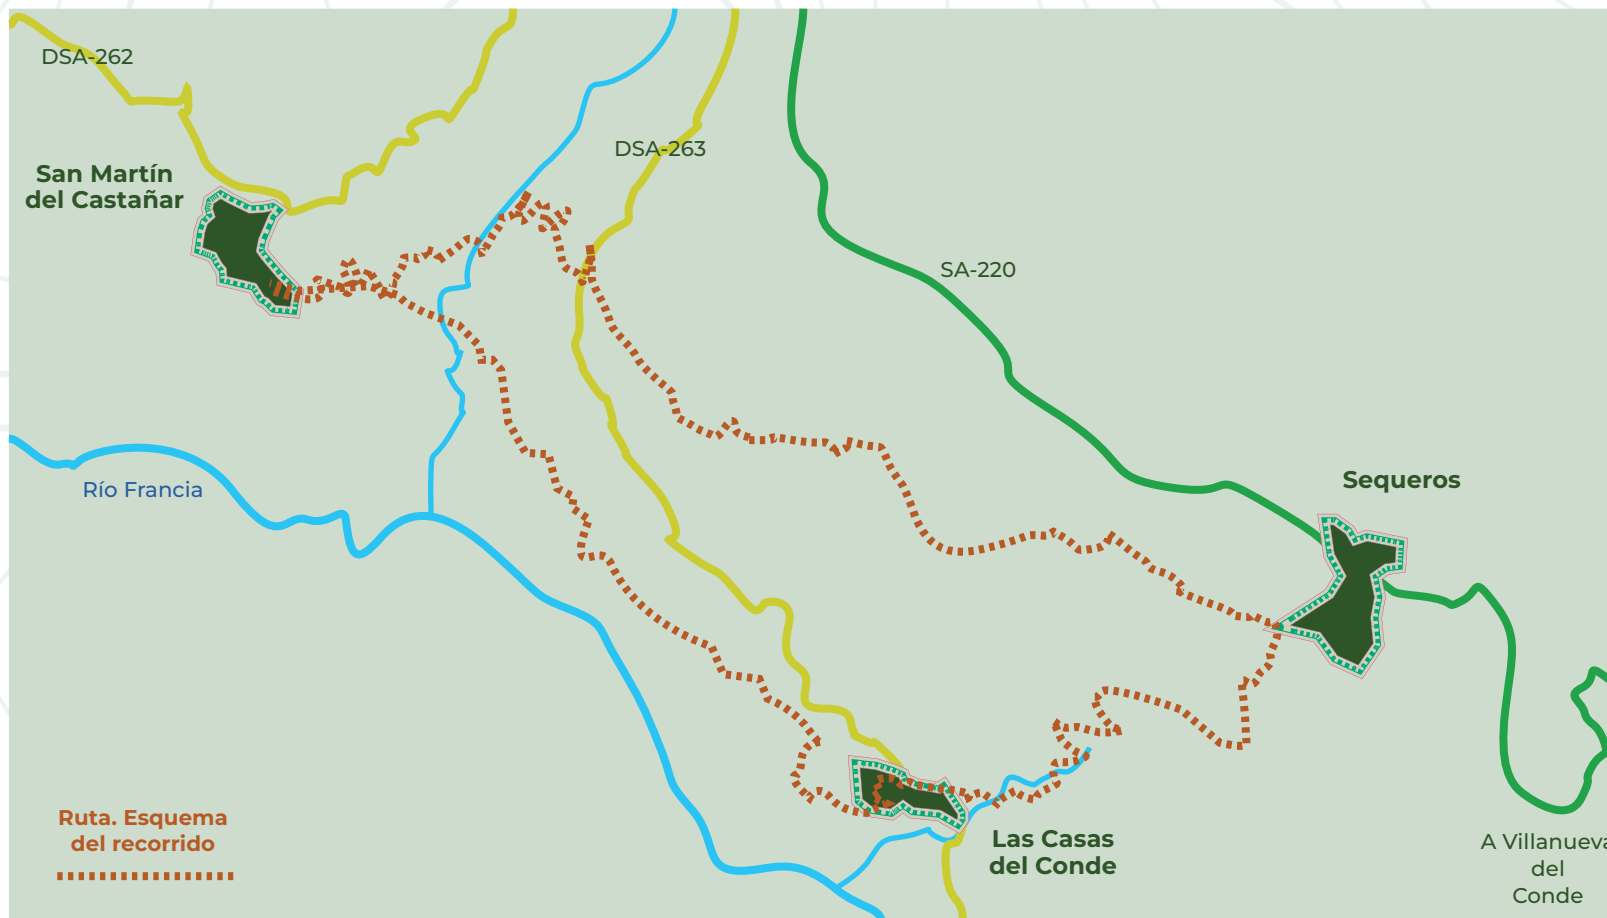 DSA-262
DSA-263
San Martín
del Castañar
SA-220
Sequeros
Río Francia
Ruta. Esquema
del recorrido
Las Casas
del Conde
A Villanueva
del
Conde